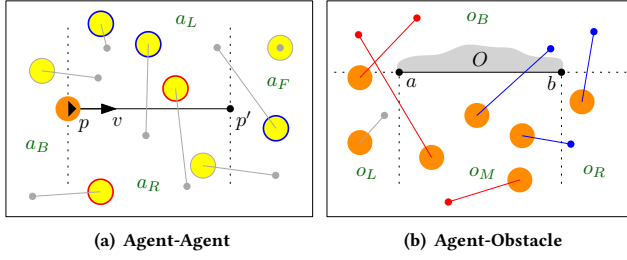 a_L
a_F
p
v
p′
a_B
a_R
(a) Agent-Agent
o_B
O
a
b
o_L
o_M
o_R
(b) Agent-Obstacle